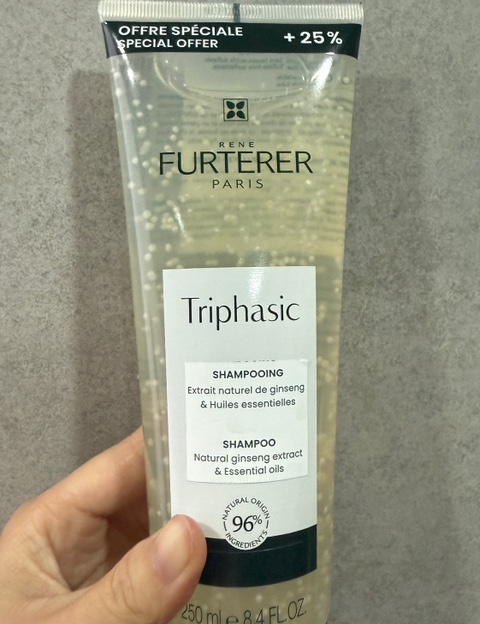 OFFRE SPÉCIALE
SPECIAL OFFER
+ 25%
RENE
FURTERER
PARIS
Triphasic
SHAMPOOING
Extrait naturel de ginseng
& Huiles essentielles
SHAMPOO
Natural ginseng extract
& Essential oils
NATURAL ORIGIN
96%
INGREDIENTS
250 ml e 8.4 FL.OZ.